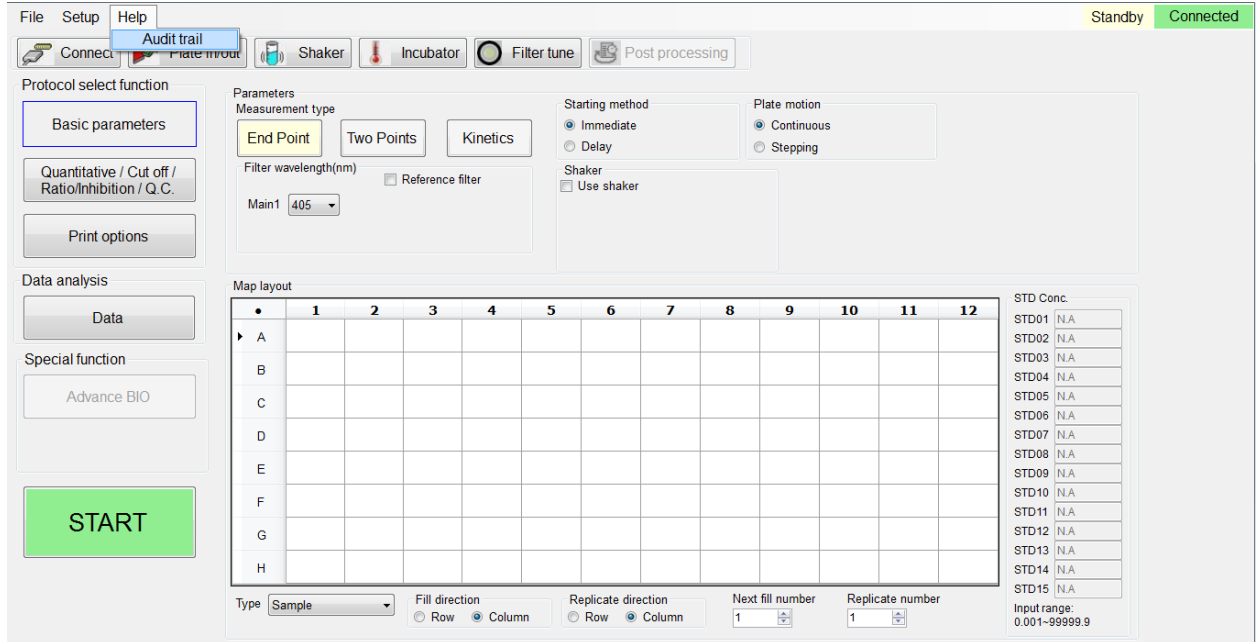 File Setup Help Standby Connected
Audit trail
Connect Plate in/out Shaker Incubator Filter tune Post processing
Protocol select function
Basic parameters
Quantitative / Cut off /
Ratio/Inhibition / Q.C.
Print options
Data analysis
Data
Special function
Advance BIO
START
Parameters
Measurement type
End Point Two Points Kinetics
Filter wavelength(nm)
Reference filter
Main1 405
Starting method
Immediate
Delay
Plate motion
Continuous
Stepping
Shaker
Use shaker
Map layout
1 2 3 4 5 6 7 8 9 10 11 12
A
B
C
D
E
F
G
H
STD Conc.
STD01 N.A
STD02 N.A
STD03 N.A
STD04 N.A
STD05 N.A
STD06 N.A
STD07 N.A
STD08 N.A
STD09 N.A
STD10 N.A
STD11 N.A
STD12 N.A
STD13 N.A
STD14 N.A
STD15 N.A
Input range:
0.001~99999.9
Type Sample
Fill direction
Row Column
Replicate direction
Row Column
Next fill number
1
Replicate number
1